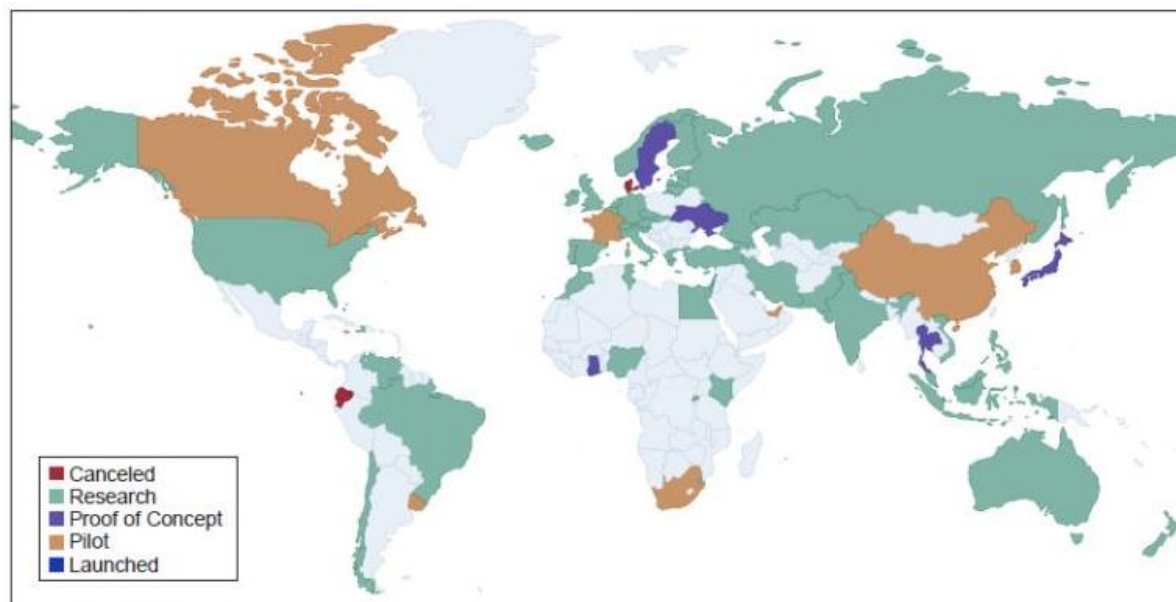 Canceled
Research
Proof of Concept
Pilot
Launched